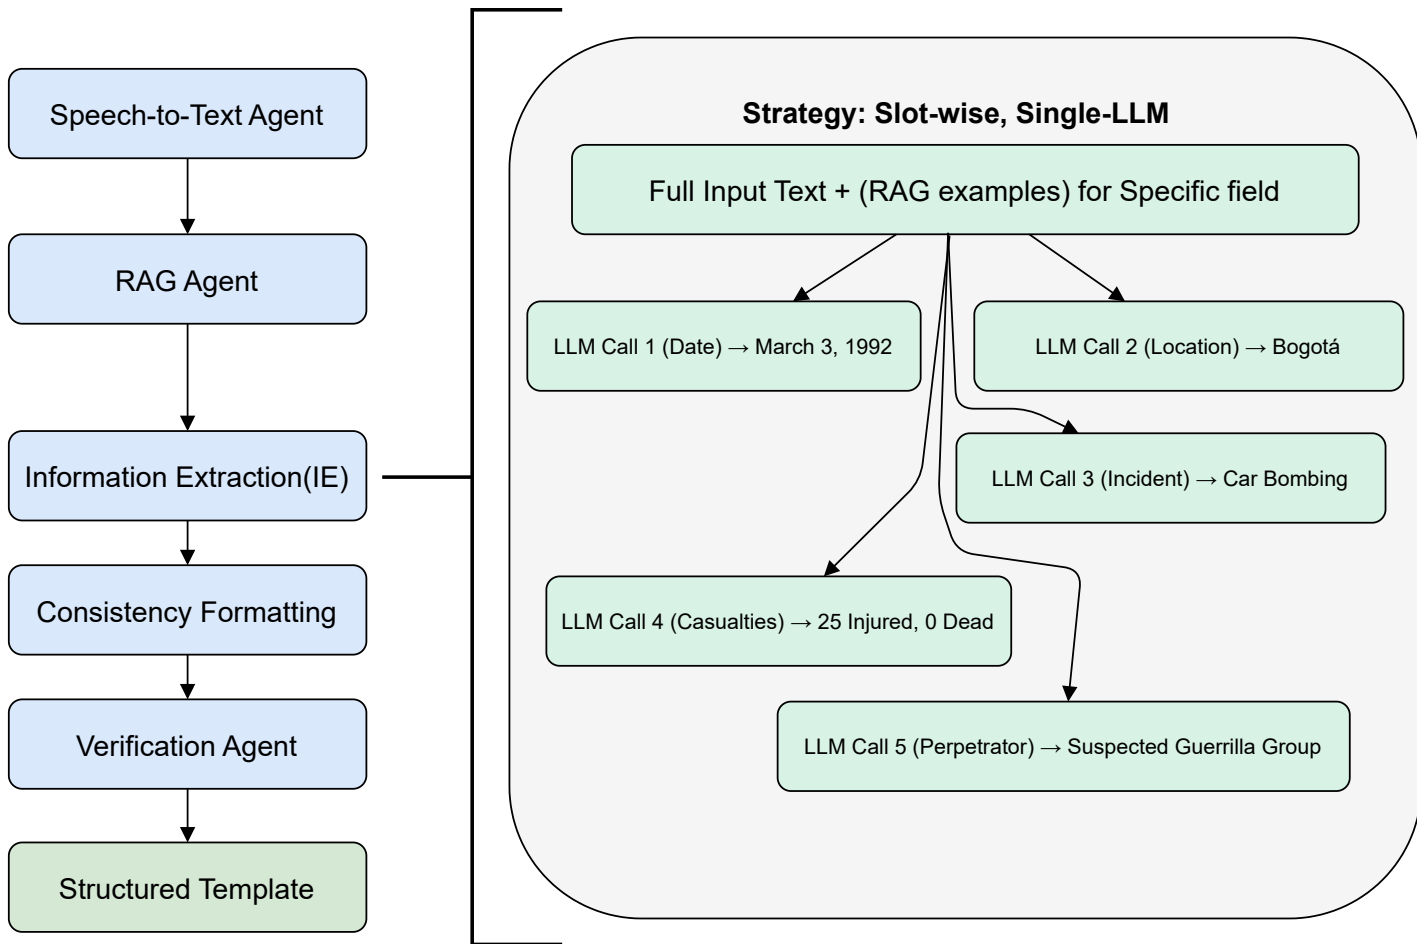 Speech-to-Text Agent
RAG Agent
Information Extraction(IE)
Consistency Formatting
Verification Agent
Structured Template
Strategy: Slot-wise, Single-LLM
Full Input Text + (RAG examples) for Specific field
LLM Call 1 (Date) → March 3, 1992
LLM Call 2 (Location) → Bogotá
LLM Call 3 (Incident) → Car Bombing
LLM Call 4 (Casualties) → 25 Injured, 0 Dead
LLM Call 5 (Perpetrator) → Suspected Guerrilla Group